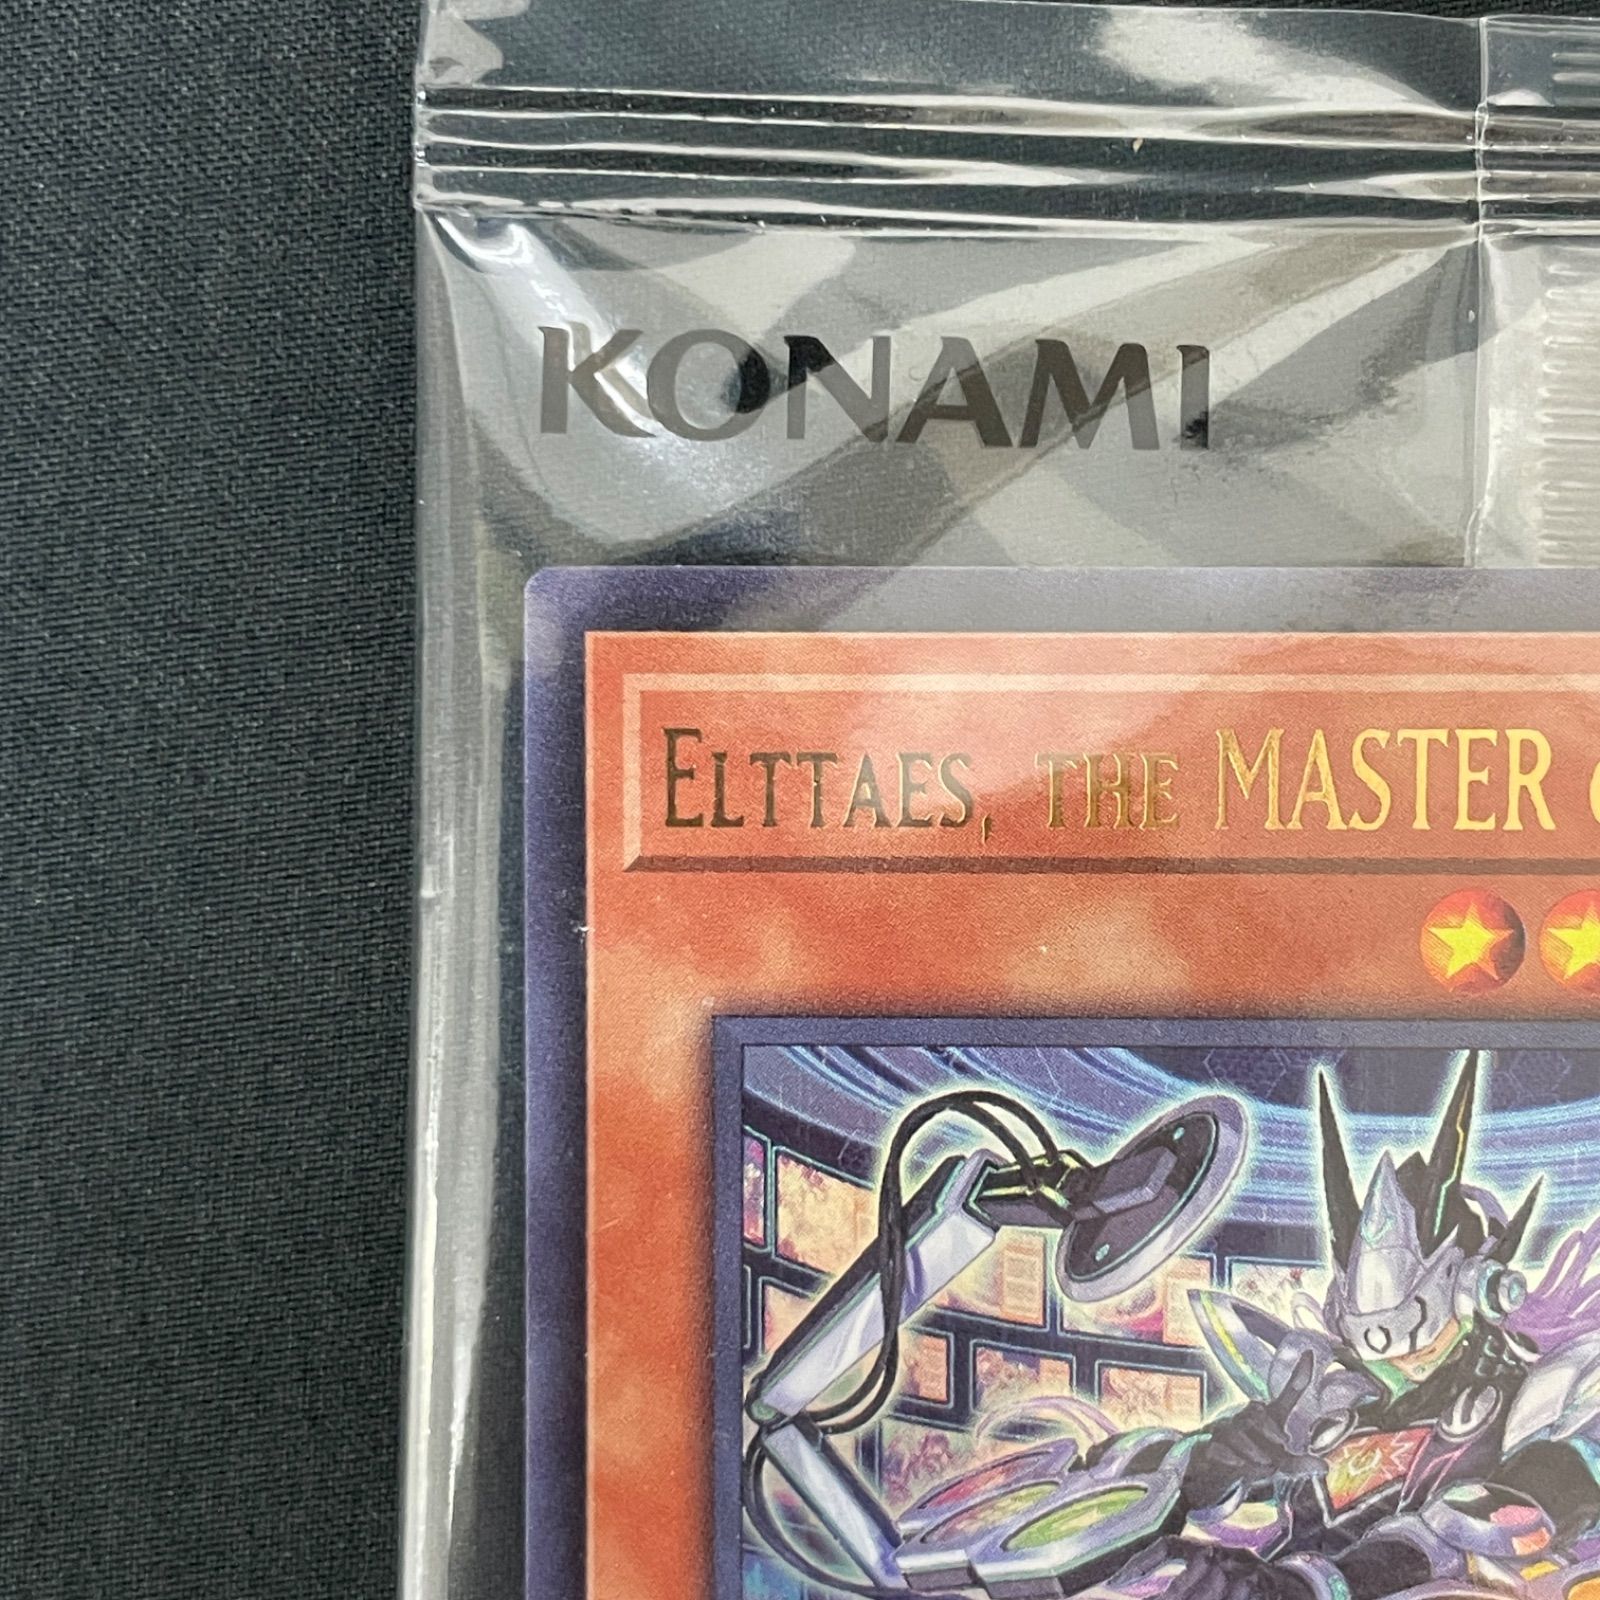 KONAMI
ELTTAES, THE MASTER